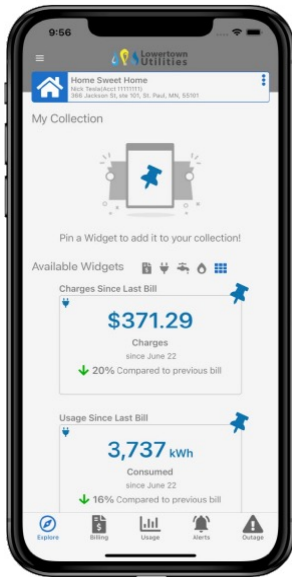 9:56
Lowertown
Utilities
Home Sweet Home
Nick Tesla(Acct 11111111)
366 Jackson St, ste 101, St. Paul, MN, 55101
My Collection
Pin a Widget to add it to your collection!
Available Widgets
Charges Since Last Bill
$371.29
Charges
since June 22
20% Compared to previous bill
Usage Since Last Bill
3,737 kWh
Consumed
since June 22
16% Compared to previous bill
Explore Billing Usage Alerts Outage